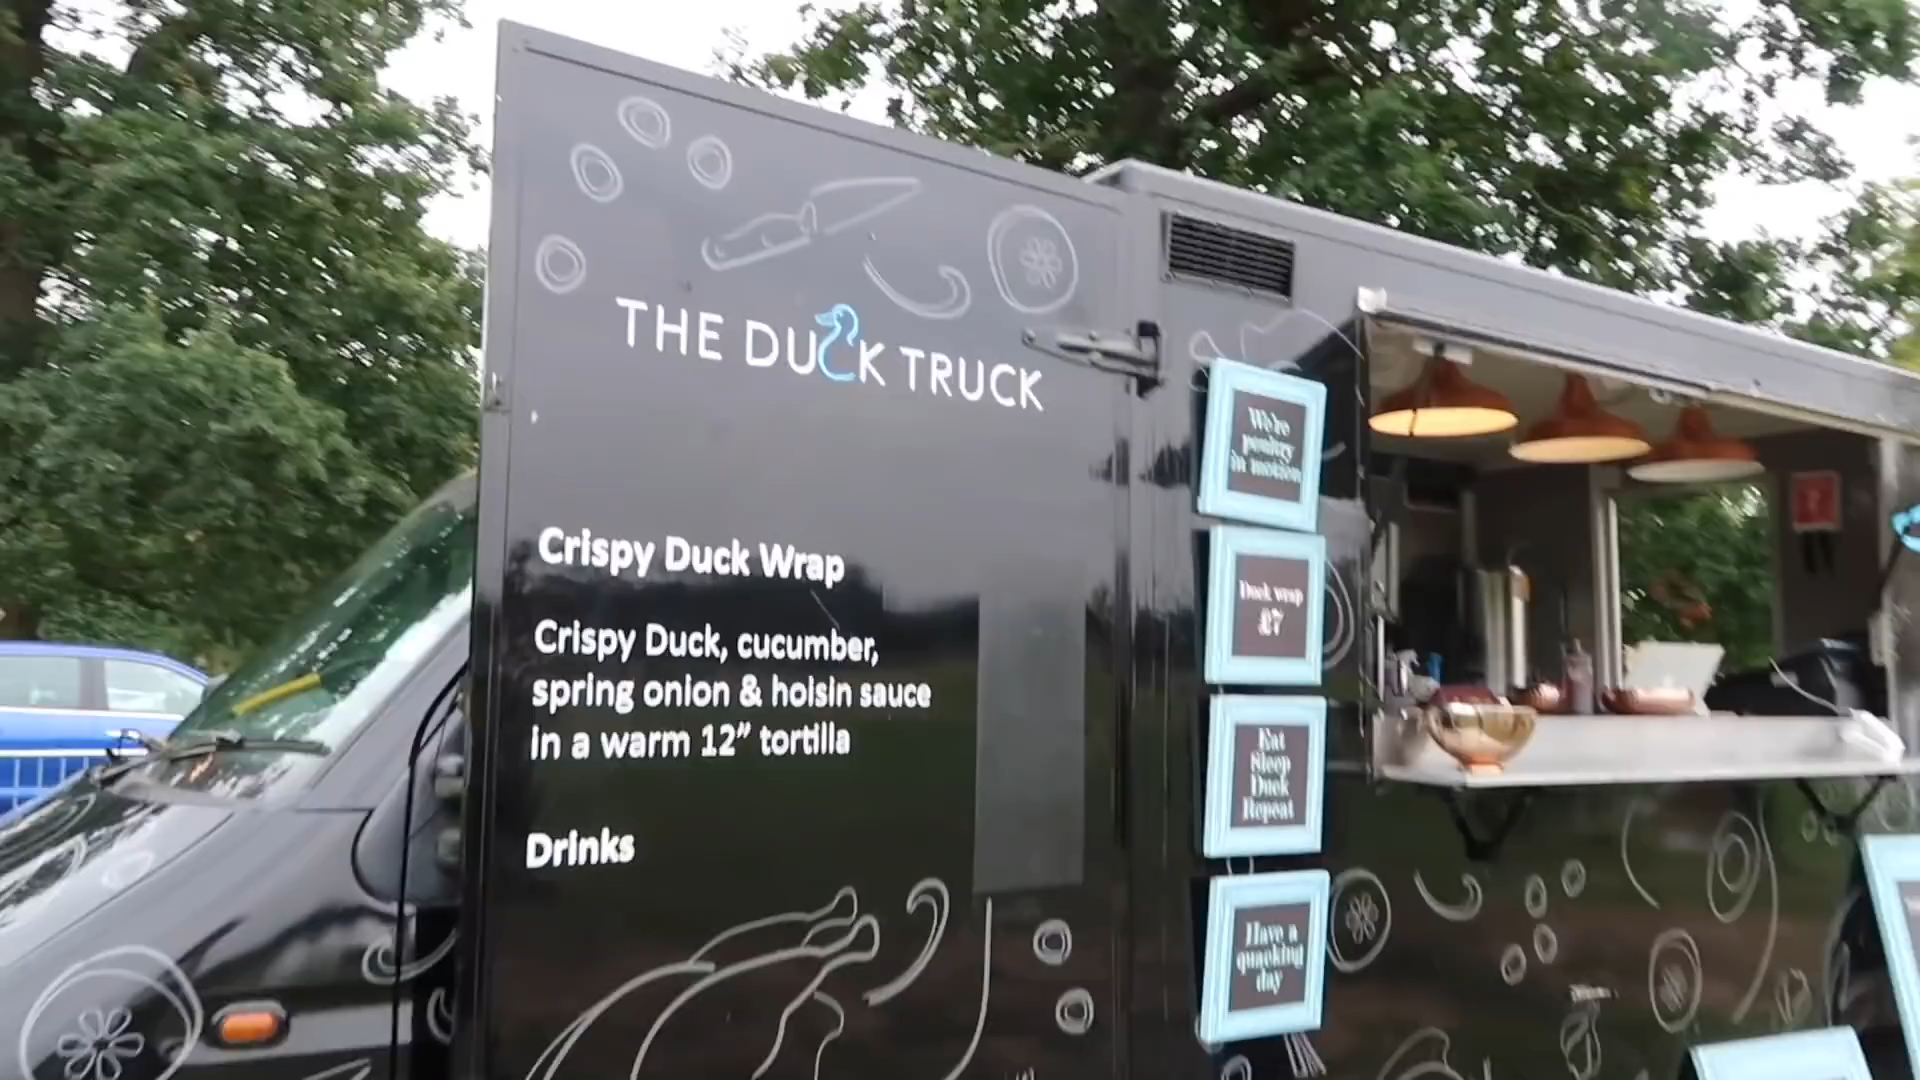 THE DUCK TRUCK
Crispy Duck Wrap
Crispy Duck, cucumber,
spring onion & hoisin sauce
in a warm 12” tortilla
Drinks
We're
poultry
in motion
Duck wrap
£7
Eat
Sleep
Duck
Repeat
Have a
quacking
day